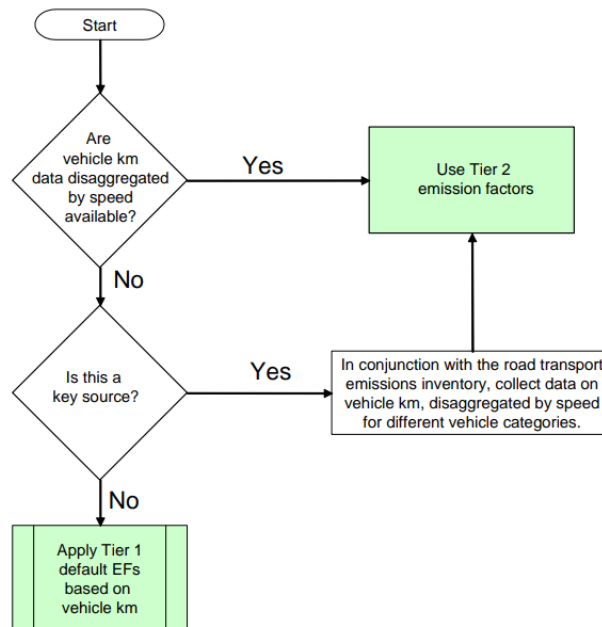 Start
Are
vehicle km
data disaggregated
by speed
available?
Yes
Use Tier 2
emission factors
No
Is this a
key source?
Yes
In conjunction with the road transport
emissions inventory, collect data on
vehicle km, disaggregated by speed
for different vehicle categories.
No
Apply Tier 1
default EFs
based on
vehicle km